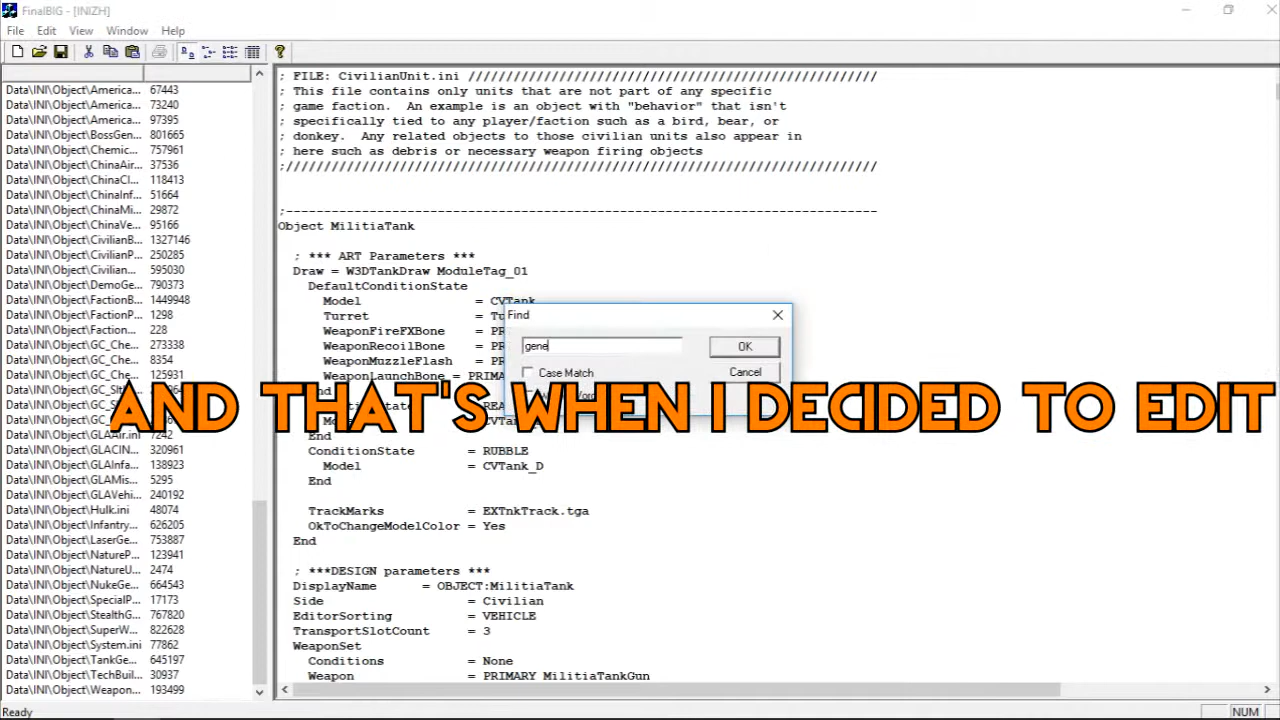 FinalBIG - [INIZH]
File Edit View Window Help
Data\INI\Object\America... 67443
Data\INI\Object\America... 73240
Data\INI\Object\America... 97395
Data\INI\Object\BossGen... 801665
Data\INI\Object\Chemic... 757961
Data\INI\Object\ChinaAir... 37536
Data\INI\Object\ChinaCI... 118413
Data\INI\Object\ChinaInf... 51664
Data\INI\Object\ChinaMi... 29872
Data\INI\Object\ChinaVe... 95166
Data\INI\Object\CivilianB... 1327146
Data\INI\Object\CivilianP... 250285
Data\INI\Object\Civilian... 595030
Data\INI\Object\DemoGe... 790373
Data\INI\Object\FactionB... 1449948
Data\INI\Object\FactionP... 1298
Data\INI\Object\Faction... 228
Data\INI\Object\GC_Che... 273338
Data\INI\Object\GC_Che... 8354
Data\INI\Object\GC_Che... 125931
Data\INI\Object\GC_Slt...
Data\INI\Object\GLAAir.ini 7242
Data\INI\Object\GLACIN... 320961
Data\INI\Object\GLAInfa... 138923
Data\INI\Object\GLAMis... 5295
Data\INI\Object\GLAVehi... 240192
Data\INI\Object\Hulk.ini 48074
Data\INI\Object\Infantry... 626205
Data\INI\Object\LaserGe... 753887
Data\INI\Object\NatureP... 123941
Data\INI\Object\NatureU... 2474
Data\INI\Object\NukeGe... 664543
Data\INI\Object\SpecialP... 17173
Data\INI\Object\StealthG... 767820
Data\INI\Object\SuperW... 822628
Data\INI\Object\System.ini 77862
Data\INI\Object\TankGe... 645197
Data\INI\Object\TechBuil... 30937
Data\INI\Object\Weapon... 193499
; FILE: CivilianUnit.ini //////////////////////////////////////////////////////
; This file contains only units that are not part of any specific
; game faction. An example is an object with "behavior" that isn't
; specifically tied to any player/faction such as a bird, bear, or
; donkey. Any related objects to those civilian units also appear in
; here such as debris or necessary weapon firing objects
;//////////////////////////////////////////////////////////////////////////////
;------------------------------------------------------------------------------
Object MilitiaTank
; *** ART Parameters ***
Draw = W3DTankDraw ModuleTag_01
DefaultConditionState
Model = CVTank
Turret =
WeaponFireFXBone =
WeaponRecoilBone =
WeaponMuzzleFlash =
WeaponLaunchBone =
End
End
ConditionState = RUBBLE
Model = CVTank_D
End
TrackMarks = EXTnkTrack.tga
OkToChangeModelColor = Yes
End
; ***DESIGN parameters ***
DisplayName = OBJECT:MilitiaTank
Side = Civilian
EditorSorting = VEHICLE
TransportSlotCount = 3
WeaponSet
Conditions = None
Weapon = PRIMARY MilitiaTankGun
Find
gene
OK
Case Match
Cancel
AND THAT'S WHEN I DECIDED TO EDIT
Ready
NUM